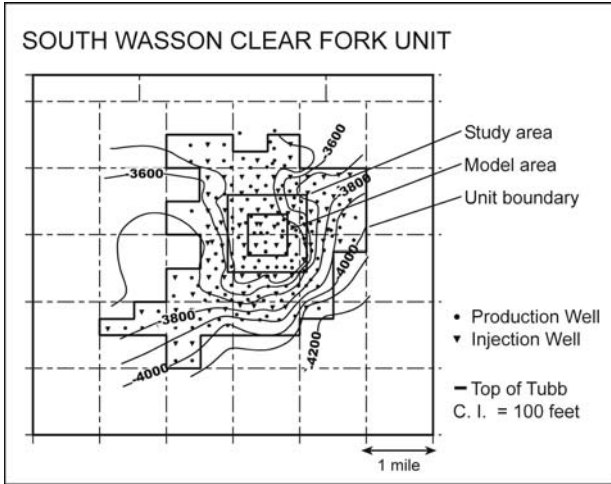 SOUTH WASSON CLEAR FORK UNIT
-3600
Study area
Model area
-3600
-3800
Unit boundary
-4000
Production Well
-3800
Injection Well
-4200
-4000
Top of Tubb
C. I. = 100 feet
1 mile